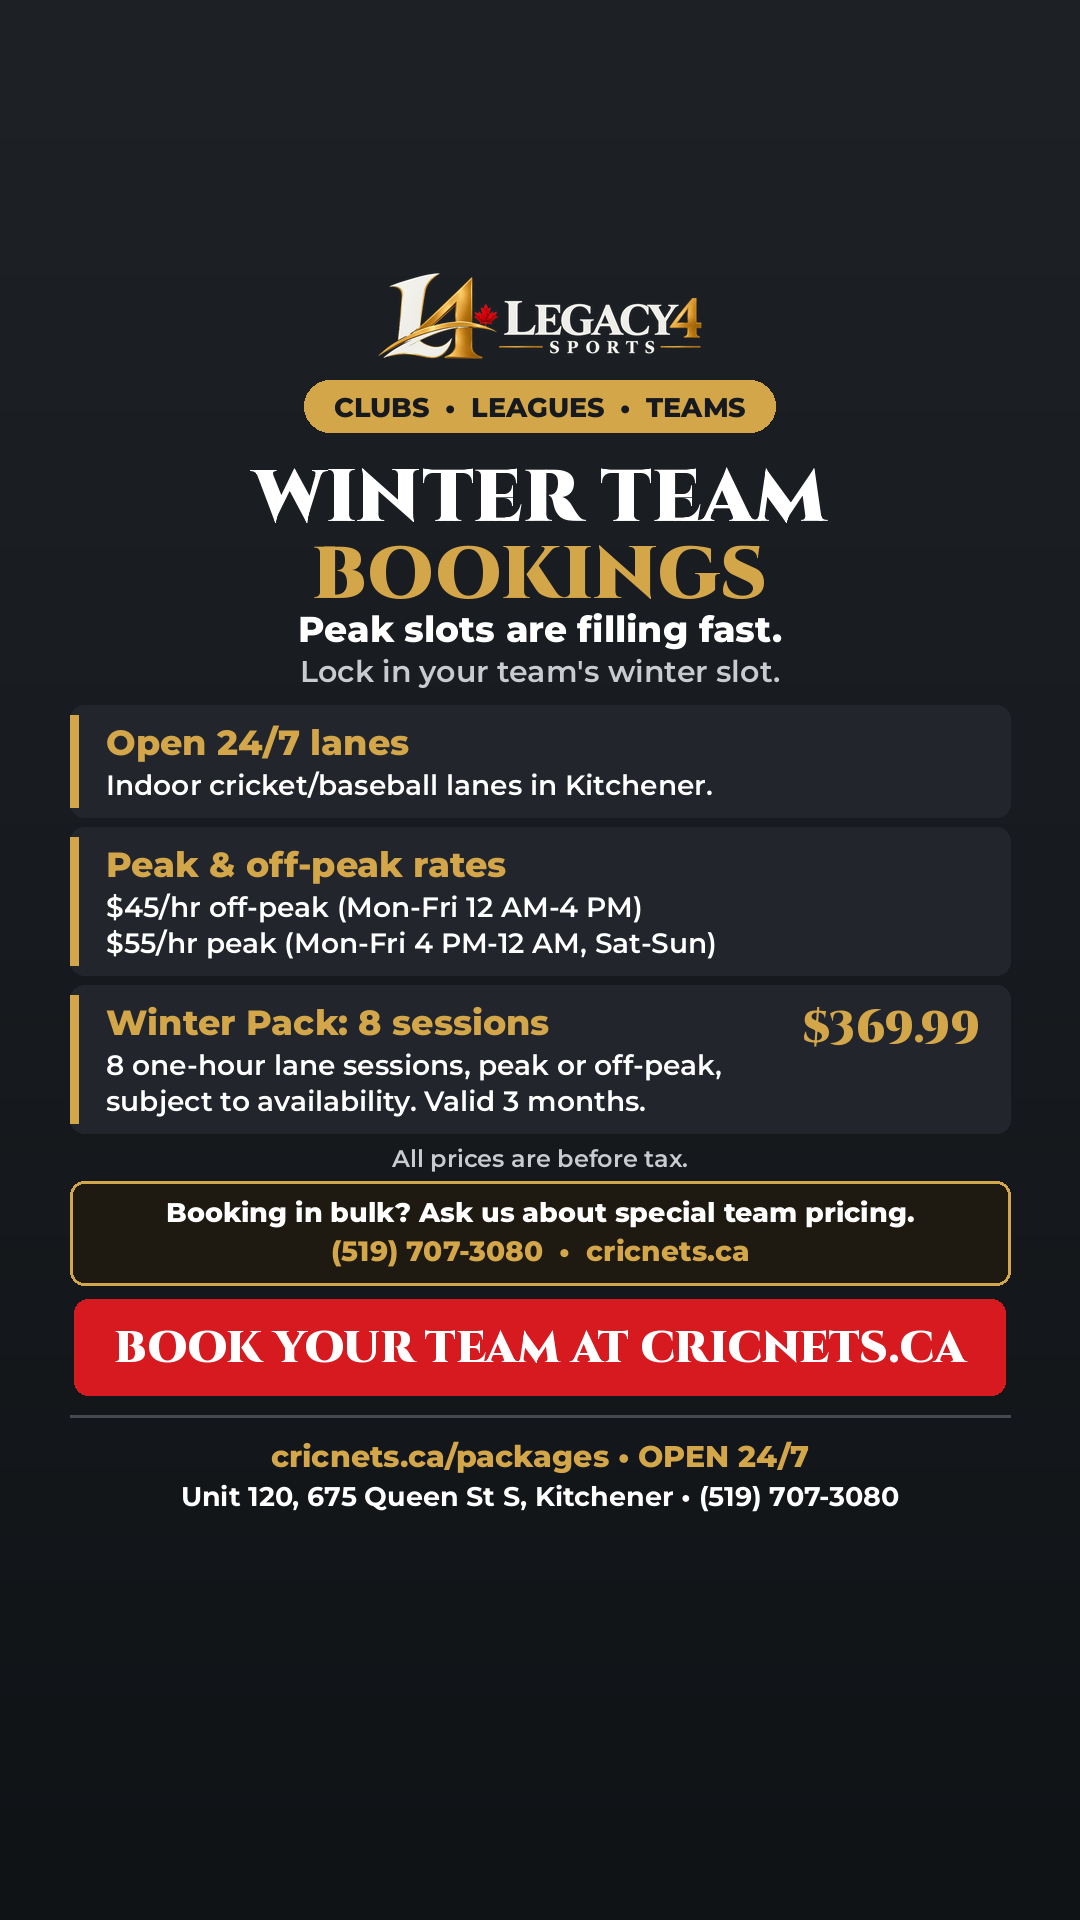 LA LEGACY4
SPORTS
CLUBS • LEAGUES • TEAMS
WINTER TEAM
BOOKINGS
Peak slots are filling fast.
Lock in your team's winter slot.
Open 24/7 lanes
Indoor cricket/baseball lanes in Kitchener.
Peak & off-peak rates
$45/hr off-peak (Mon-Fri 12 AM-4 PM)
$55/hr peak (Mon-Fri 4 PM-12 AM, Sat-Sun)
Winter Pack: 8 sessions $369.99
8 one-hour lane sessions, peak or off-peak,
subject to availability. Valid 3 months.
All prices are before tax.
Booking in bulk? Ask us about special team pricing.
(519) 707-3080 • cricnets.ca
BOOK YOUR TEAM AT CRICNETS.CA
cricnets.ca/packages • OPEN 24/7
Unit 120, 675 Queen St S, Kitchener • (519) 707-3080